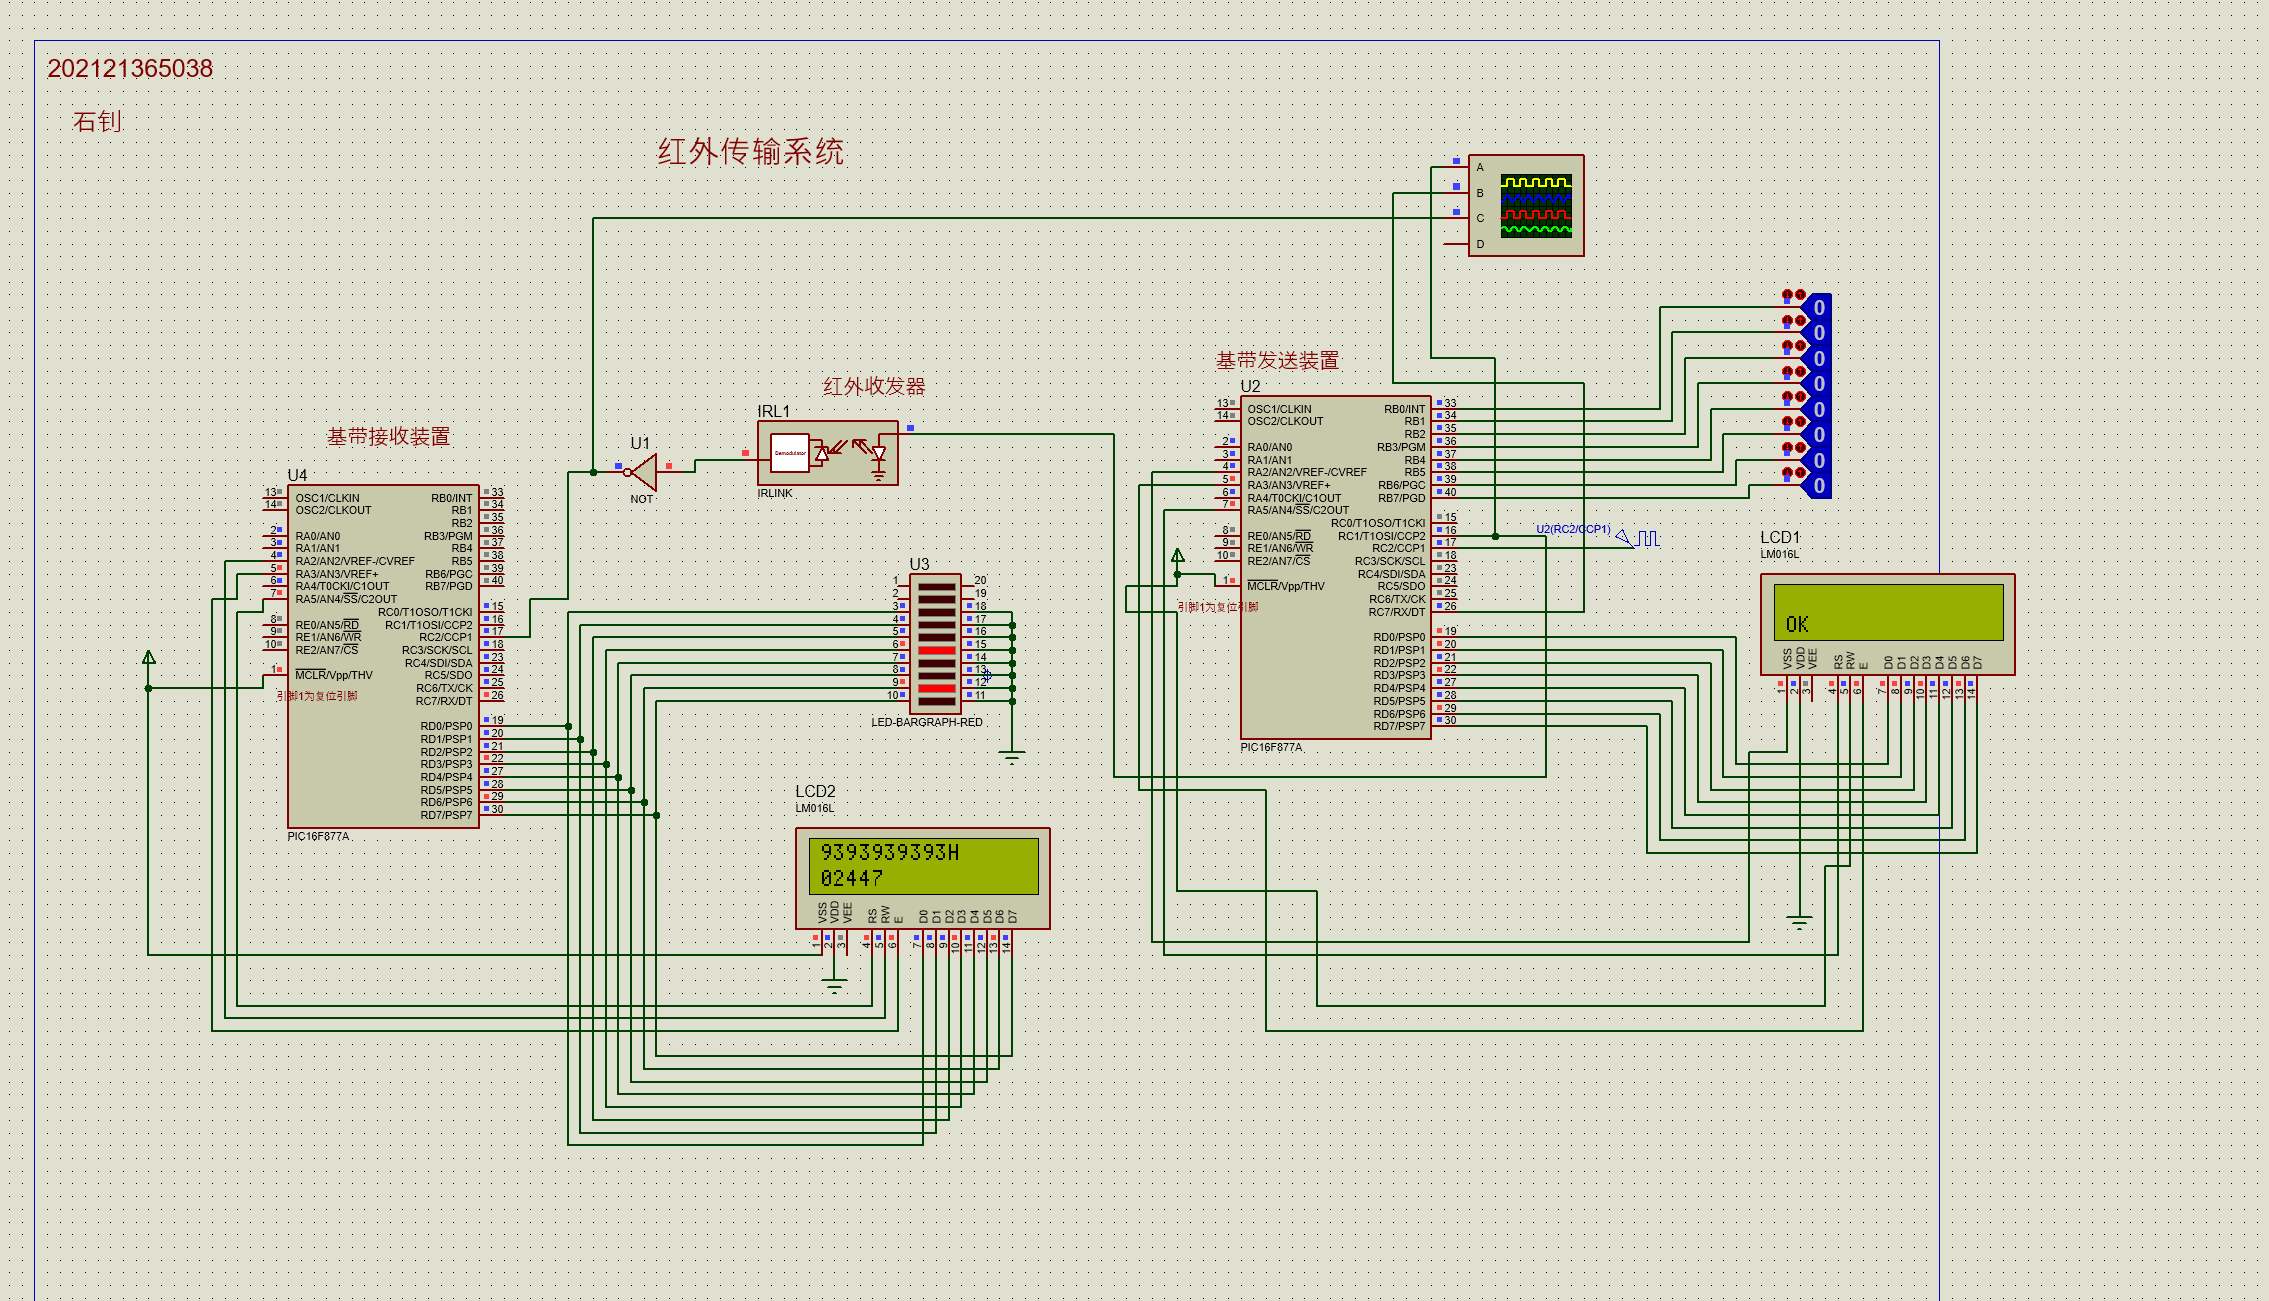 202121365038
石钊
红外传输系统
A
B
C
D
0
0
0
0
0
0
0
0
基带发送装置
U2
13 OSC1/CLKIN RB0/INT 33
14 OSC2/CLKOUT RB1 34
RB2 35
2 RA0/AN0 RB3/PGM 36
3 RA1/AN1 RB4 37
4 RA2/AN2/VREF-/CVREF RB5 38
5 RA3/AN3/VREF+ RB6/PGC 39
6 RA4/T0CKI/C1OUT RB7/PGD 40
7 RA5/AN4/SS/C2OUT
RC0/T1OSO/T1CKI 15
8 RE0/AN5/RD RC1/T1OSI/CCP2 16
9 RE1/AN6/WR RC2/CCP1 17
10 RE2/AN7/CS RC3/SCK/SCL 18
RC4/SDI/SDA 23
1 MCLR/Vpp/THV RC5/SDO 24
RC6/TX/CK 25
RC7/RX/DT 26
引脚1为复位引脚
RD0/PSP0 19
RD1/PSP1 20
RD2/PSP2 21
RD3/PSP3 22
RD4/PSP4 27
RD5/PSP5 28
RD6/PSP6 29
RD7/PSP7 30
PIC16F877A
U2(RC2/CCP1)
LCD1
LM016L
OK
VSS VDD VEE RS RW E D0 D1 D2 D3 D4 D5 D6 D7
1 2 3 4 5 6 7 8 9 10 11 12 13 14
红外收发器
IRL1
Demodulator
IRLINK
U1
NOT
基带接收装置
U4
13 OSC1/CLKIN RB0/INT 33
14 OSC2/CLKOUT RB1 34
RB2 35
2 RA0/AN0 RB3/PGM 36
3 RA1/AN1 RB4 37
4 RA2/AN2/VREF-/CVREF RB5 38
5 RA3/AN3/VREF+ RB6/PGC 39
6 RA4/T0CKI/C1OUT RB7/PGD 40
7 RA5/AN4/SS/C2OUT
RC0/T1OSO/T1CKI 15
8 RE0/AN5/RD RC1/T1OSI/CCP2 16
9 RE1/AN6/WR RC2/CCP1 17
10 RE2/AN7/CS RC3/SCK/SCL 18
RC4/SDI/SDA 23
1 MCLR/Vpp/THV RC5/SDO 24
RC6/TX/CK 25
RC7/RX/DT 26
引脚1为复位引脚
RD0/PSP0 19
RD1/PSP1 20
RD2/PSP2 21
RD3/PSP3 22
RD4/PSP4 27
RD5/PSP5 28
RD6/PSP6 29
RD7/PSP7 30
PIC16F877A
U3
1 20
2 19
3 18
4 17
5 16
6 15
7 14
8 13
9 12
10 11
LED-BARGRAPH-RED
LCD2
LM016L
9393939393H
02447
VSS VDD VEE RS RW E D0 D1 D2 D3 D4 D5 D6 D7
1 2 3 4 5 6 7 8 9 10 11 12 13 14